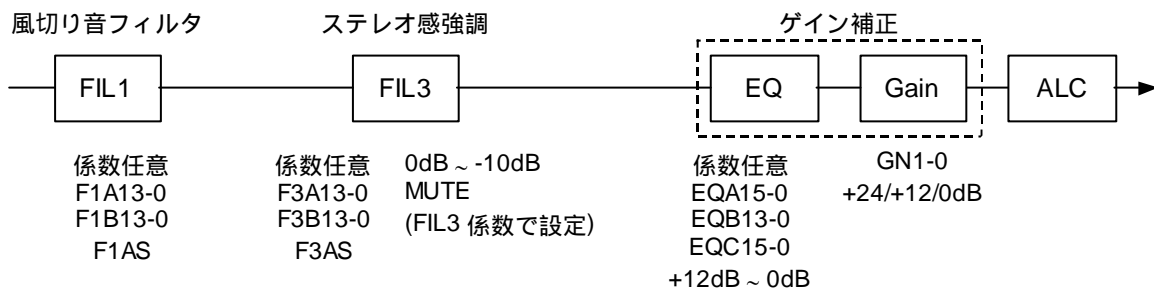 風切り音フィルタ
ステレオ感強調
ゲイン補正
FIL1
FIL3
EQ
Gain
ALC
係数任意
F1A13-0
F1B13-0
F1AS
係数任意
F3A13-0
F3B13-0
F3AS
0dB ~ -10dB
MUTE
(FIL3 係数で設定)
係数任意
EQA15-0
EQB13-0
EQC15-0
+12dB ~ 0dB
GN1-0
+24/+12/0dB